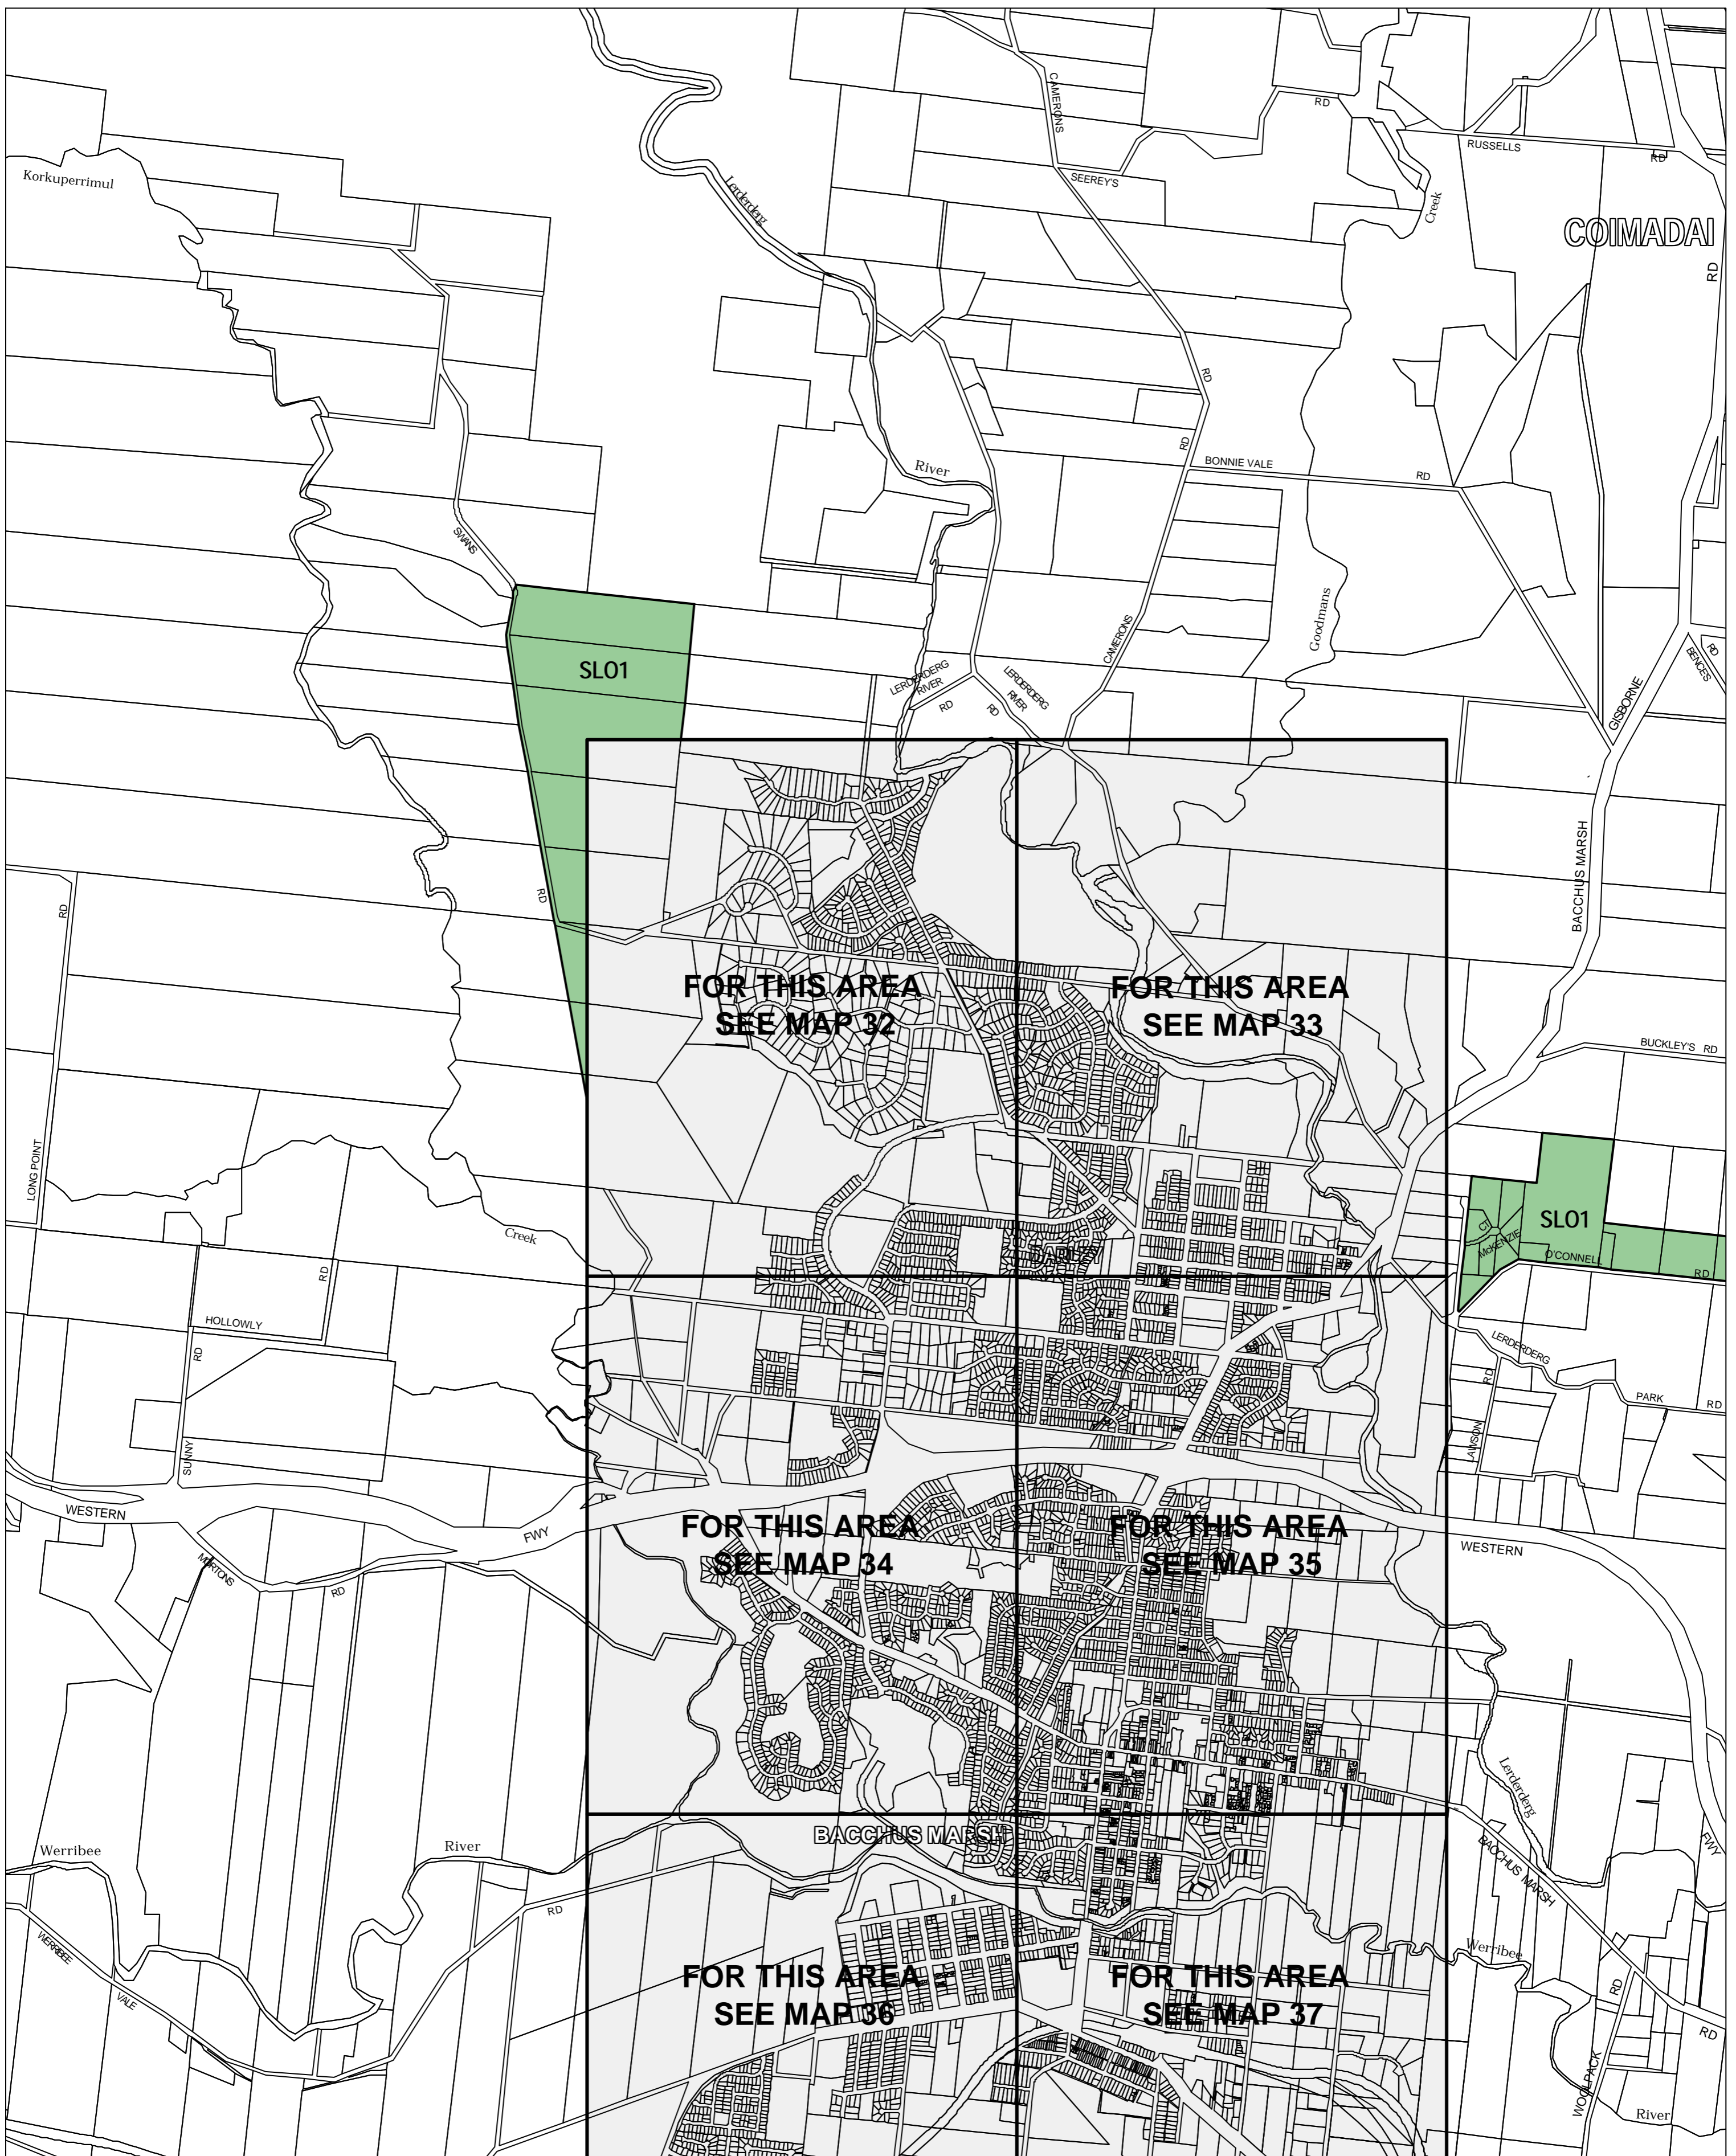 CAMERONS
RD
RUSSELLS
RD
Korkuperrimul
SEEREY'S
Lerderderg
Creek
COIMADAI
RD
RD
RD
BONNIE VALE
RD
River
SWANS
Goodmans
CAMERONS
RD
BENCES
SL01
LERDERDERG
RIVER
RD
LERDERDERG
RIVER
RD
GISBORNE
BACCHUS MARSH
RD
RD
FOR THIS AREA
SEE MAP 32
FOR THIS AREA
SEE MAP 33
BUCKLEY'S RD
LONG POINT
SL01
CT
McKENZIE
O'CONNELL
RD
Creek
RD
HOLLOWLY
RD
SUNNY
LERDERDERG
PARK
RD
RD
WESTERN
FWY
MORTONS
RD
FOR THIS AREA
SEE MAP 34
FOR THIS AREA
SEE MAP 35
WESTERN
Lerderderg
FWY
BACCHUS MARSH
BACCHUS MARSH
Werribee
River
RD
WERRIBEE
VALE
Werribee
FOR THIS AREA
SEE MAP 36
FOR THIS AREA
SEE MAP 37
RD
RD
WOOLPACK
River